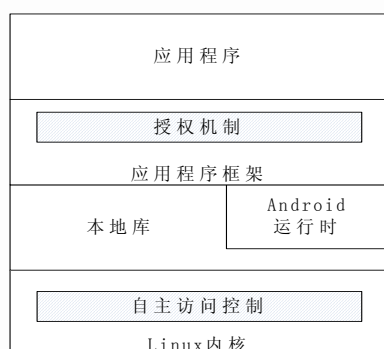 应用程序
授权机制
应用程序框架
本地库
Android
运行时
自主访问控制
Linux内核